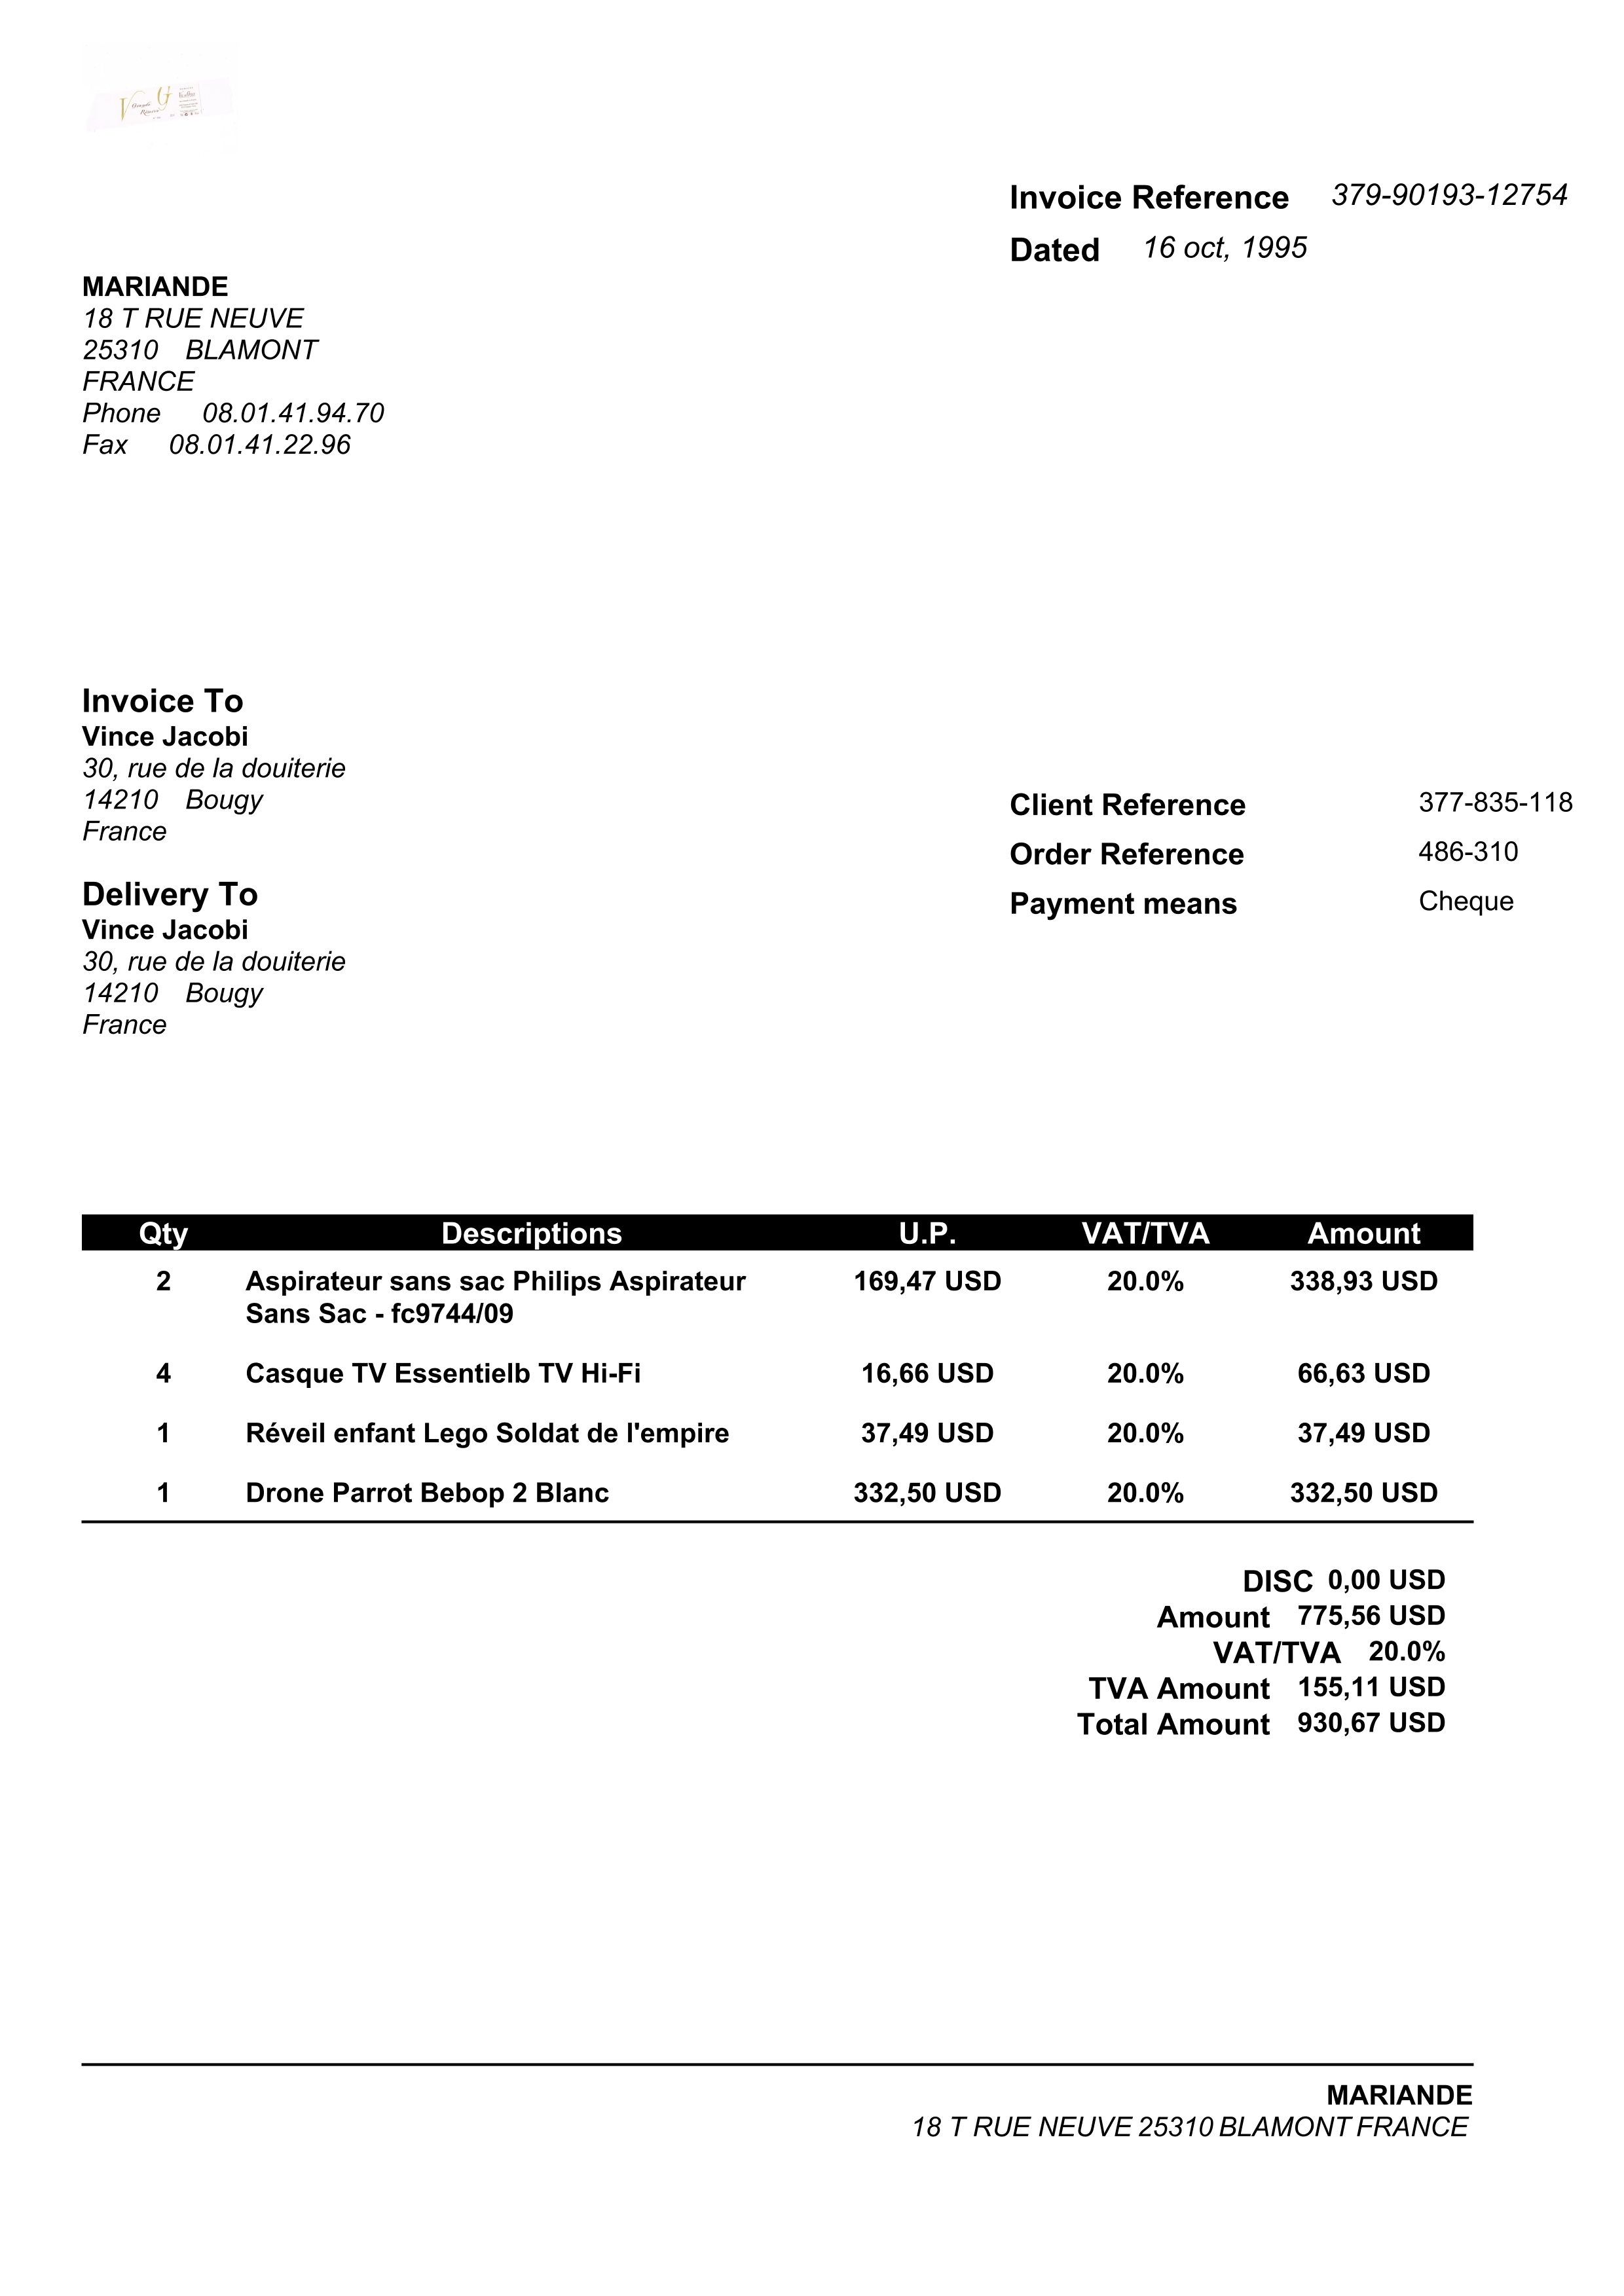 V G
Invoice Reference 379-90193-12754
Dated 16 oct, 1995
MARIANDE
18 T RUE NEUVE
25310 BLAMONT
FRANCE
Phone 08.01.41.94.70
Fax 08.01.41.22.96
Invoice To
Vince Jacobi
30, rue de la douiterie
14210 Bougy
France
Delivery To
Vince Jacobi
30, rue de la douiterie
14210 Bougy
France
Client Reference 377-835-118
Order Reference 486-310
Payment means Cheque
Qty Descriptions U.P. VAT/TVA Amount
2 Aspirateur sans sac Philips Aspirateur 169,47 USD 20.0% 338,93 USD
Sans Sac - fc9744/09
4 Casque TV Essentielb TV Hi-Fi 16,66 USD 20.0% 66,63 USD
1 Réveil enfant Lego Soldat de l'empire 37,49 USD 20.0% 37,49 USD
1 Drone Parrot Bebop 2 Blanc 332,50 USD 20.0% 332,50 USD
DISC 0,00 USD
Amount 775,56 USD
VAT/TVA 20.0%
TVA Amount 155,11 USD
Total Amount 930,67 USD
MARIANDE
18 T RUE NEUVE 25310 BLAMONT FRANCE